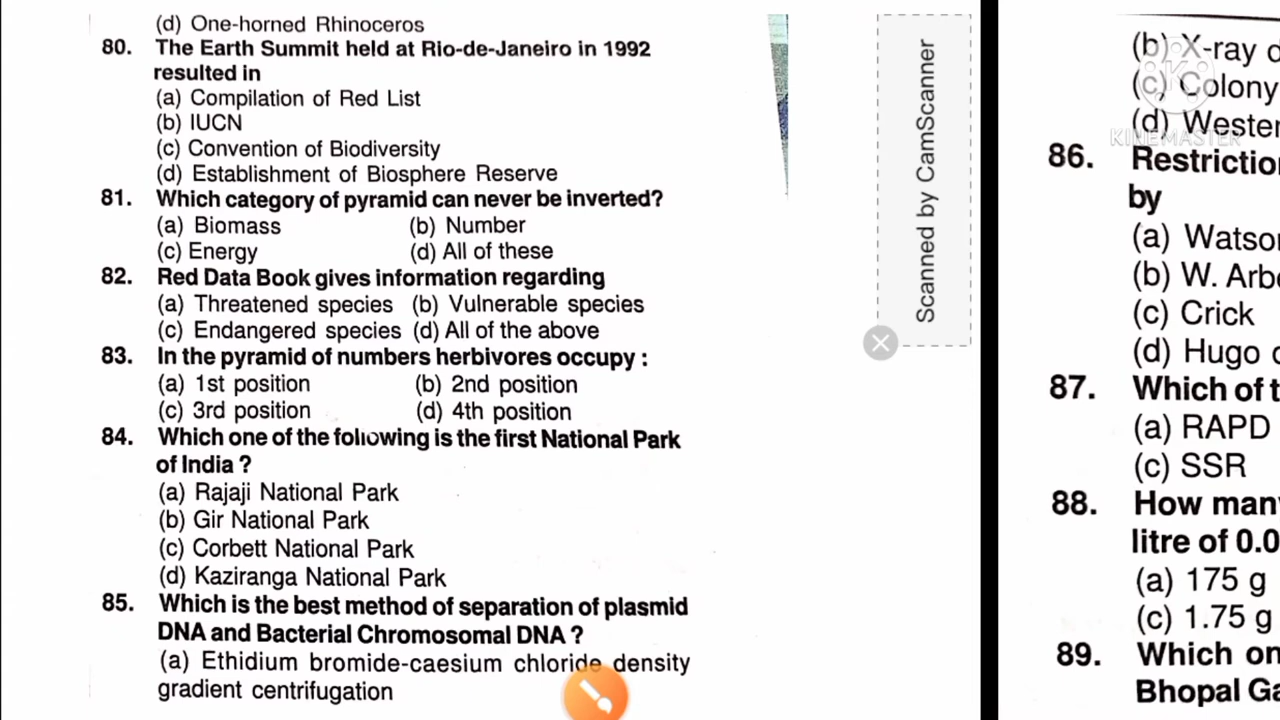 (d) One-horned Rhinoceros
80. The Earth Summit held at Rio-de-Janeiro in 1992
resulted in
(a) Compilation of Red List
(b) IUCN
(c) Convention of Biodiversity
(d) Establishment of Biosphere Reserve
81. Which category of pyramid can never be inverted?
(a) Biomass (b) Number
(c) Energy (d) All of these
82. Red Data Book gives information regarding
(a) Threatened species (b) Vulnerable species
(c) Endangered species (d) All of the above
83. In the pyramid of numbers herbivores occupy :
(a) 1st position (b) 2nd position
(c) 3rd position (d) 4th position
84. Which one of the following is the first National Park
of India ?
(a) Rajaji National Park
(b) Gir National Park
(c) Corbett National Park
(d) Kaziranga National Park
85. Which is the best method of separation of plasmid
DNA and Bacterial Chromosomal DNA ?
(a) Ethidium bromide-caesium chloride density
gradient centrifugation
Scanned by CamScanner
(b) X-ray d
(c) Colony
(d) Wester
KINEMASTER
86. Restriction
by
(a) Watso
(b) W. Arbe
(c) Crick
(d) Hugo
87. Which of t
(a) RAPD
(c) SSR
88. How many
litre of 0.0
(a) 175 g
(c) 1.75 g
89. Which on
Bhopal Ga